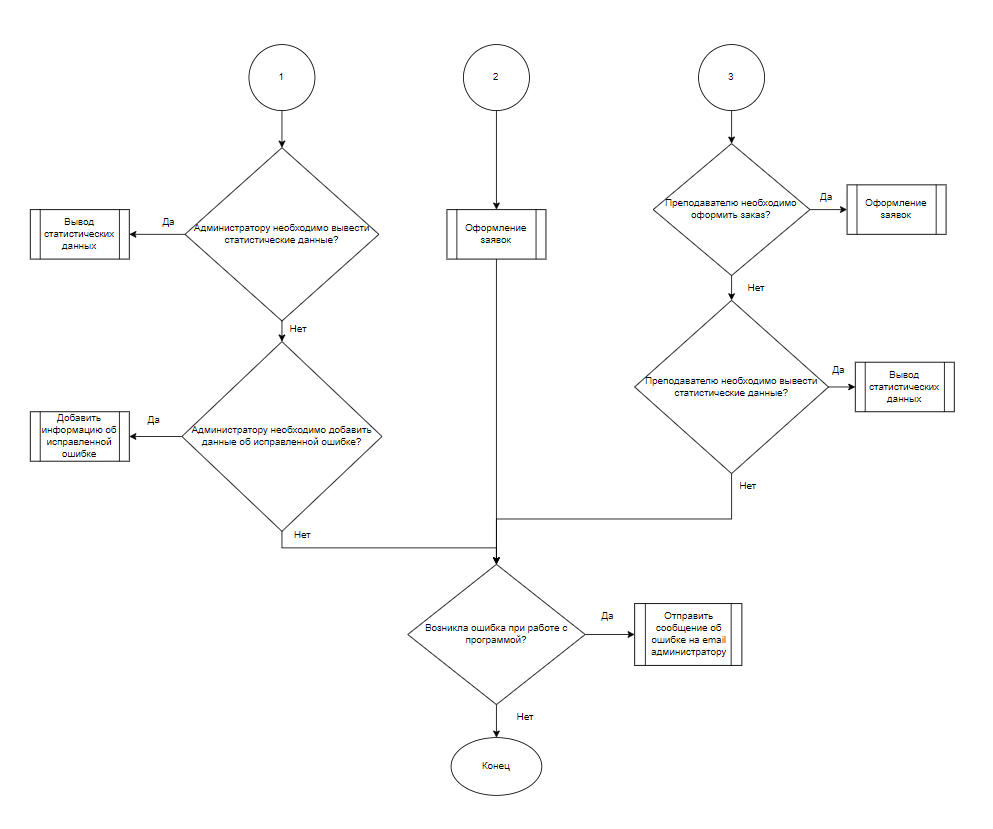 1
2
3
Администратору необходимо вывести
статистические данные?
Да
Вывод
статистических
данных
Нет
Администратору необходимо добавить
данные об исправленной ошибке?
Да
Добавить
информацию об
исправленной
ошибке
Нет
Оформление
заявок
Преподавателю необходимо
оформить заказ?
Да
Оформление
заявок
Нет
Преподавателю необходимо вывести
статистические данные?
Да
Вывод
статистических
данных
Нет
Возникла ошибка при работе с
программой?
Да
Отправить
сообщение об
ошибке на email
администратору
Нет
Конец